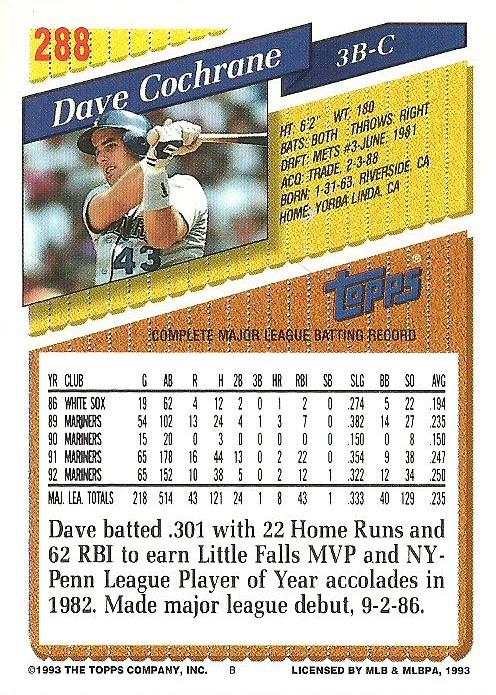 288
Dave Cochrane
3B-C
HT: 6'2" WT: 180
BATS: BOTH THROWS: RIGHT
DRFT: METS #3-JUNE, 1981
ACQ: TRADE, 2-3-88
BORN: 1-31-63, RIVERSIDE, CA
HOME: YORBA LINDA, CA
43
topps®
COMPLETE MAJOR LEAGUE BATTING RECORD
YR CLUB G AB R H 2B 3B HR RBI SB SLG BB SO AVG
86 WHITE SOX 19 62 4 12 2 0 1 2 0 .274 5 22 .194
89 MARINERS 54 102 13 24 4 1 3 7 0 .382 14 27 .235
90 MARINERS 15 20 0 3 0 0 0 0 0 .150 0 8 .150
91 MARINERS 65 178 16 44 13 0 2 22 0 .354 9 38 .247
92 MARINERS 65 152 10 38 5 0 2 12 1 .322 12 34 .250
MAJ. LEA. TOTALS 218 514 43 121 24 1 8 43 1 .333 40 129 .235
Dave batted .301 with 22 Home Runs and
62 RBI to earn Little Falls MVP and NY-
Penn League Player of Year accolades in
1982. Made major league debut, 9-2-86.
©1993 THE TOPPS COMPANY, INC. B LICENSED BY MLB & MLBPA, 1993